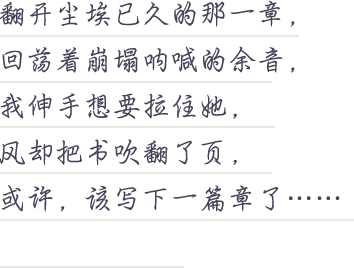 翻开尘埃已久的那一章，
回荡着崩塌呐喊的余音，
我伸手想要拉住她，
风却把书吹翻了页，
或许，该写下一篇章了……